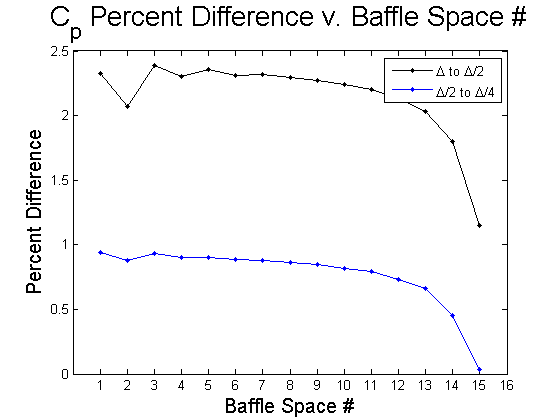 Cp Percent Difference v. Baffle Space #
Δ to Δ/2
Δ/2 to Δ/4
2.5
2
1.5
1
0.5
0
Percent Difference
1 2 3 4 5 6 7 8 9 10 11 12 13 14 15 16
Baffle Space #